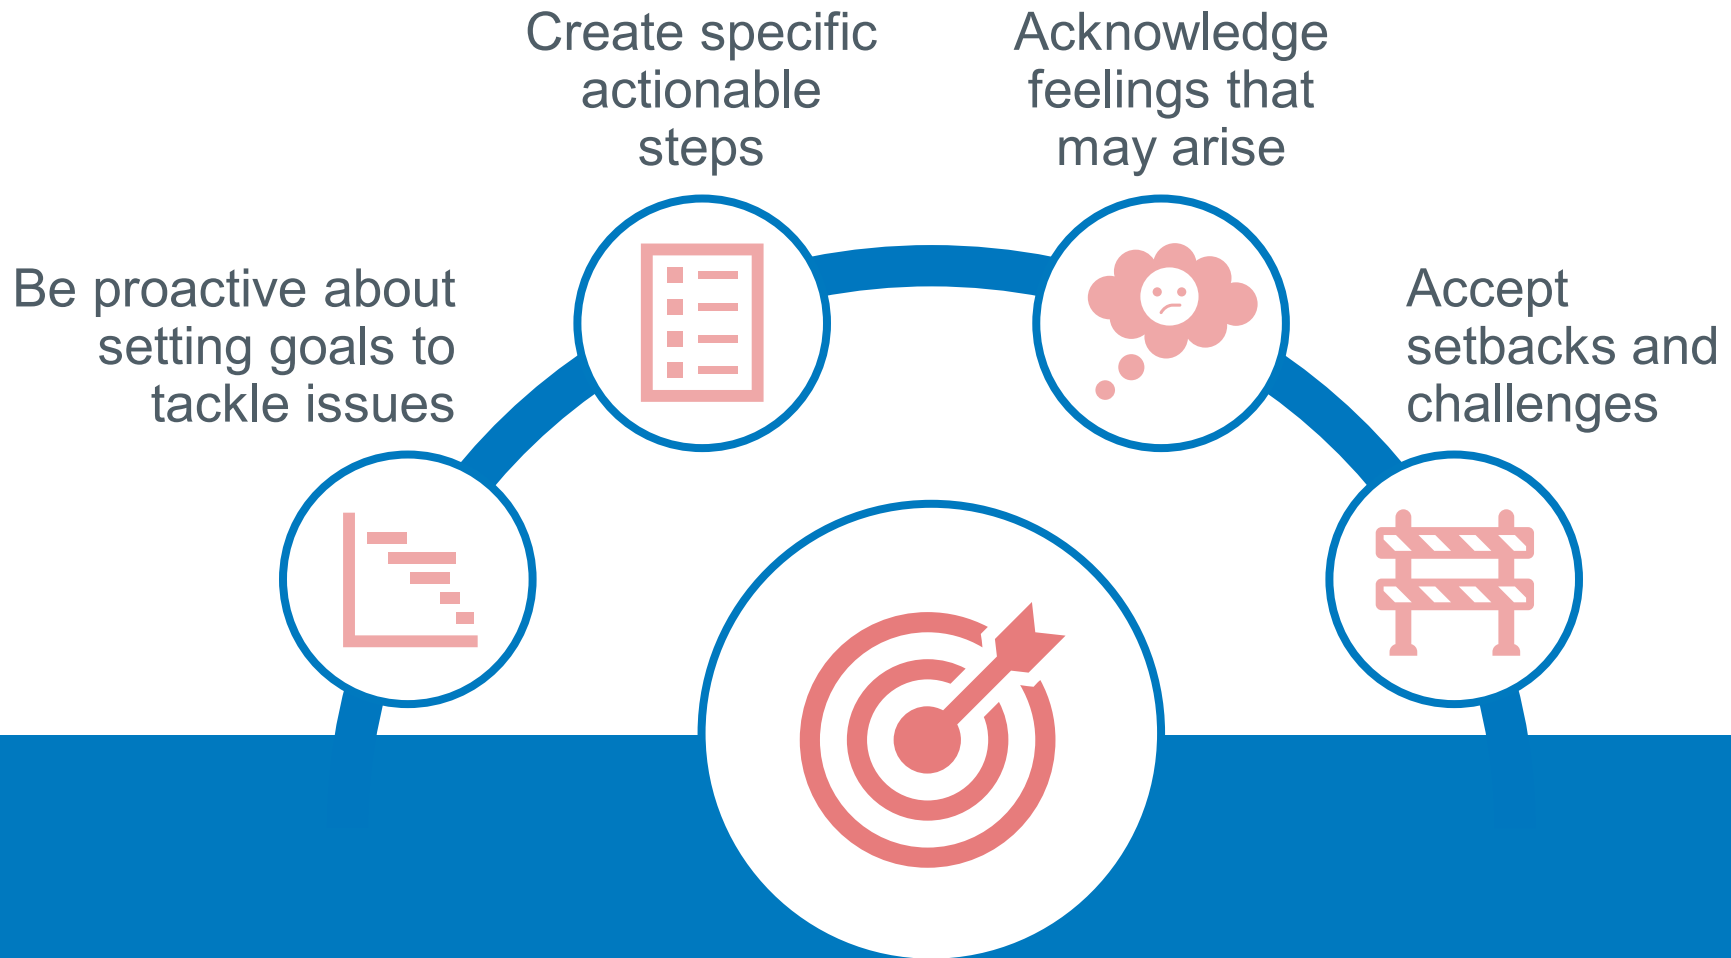 Be proactive about
setting goals to
tackle issues
Create specific
actionable
steps
Acknowledge
feelings that
may arise
Accept
setbacks and
challenges